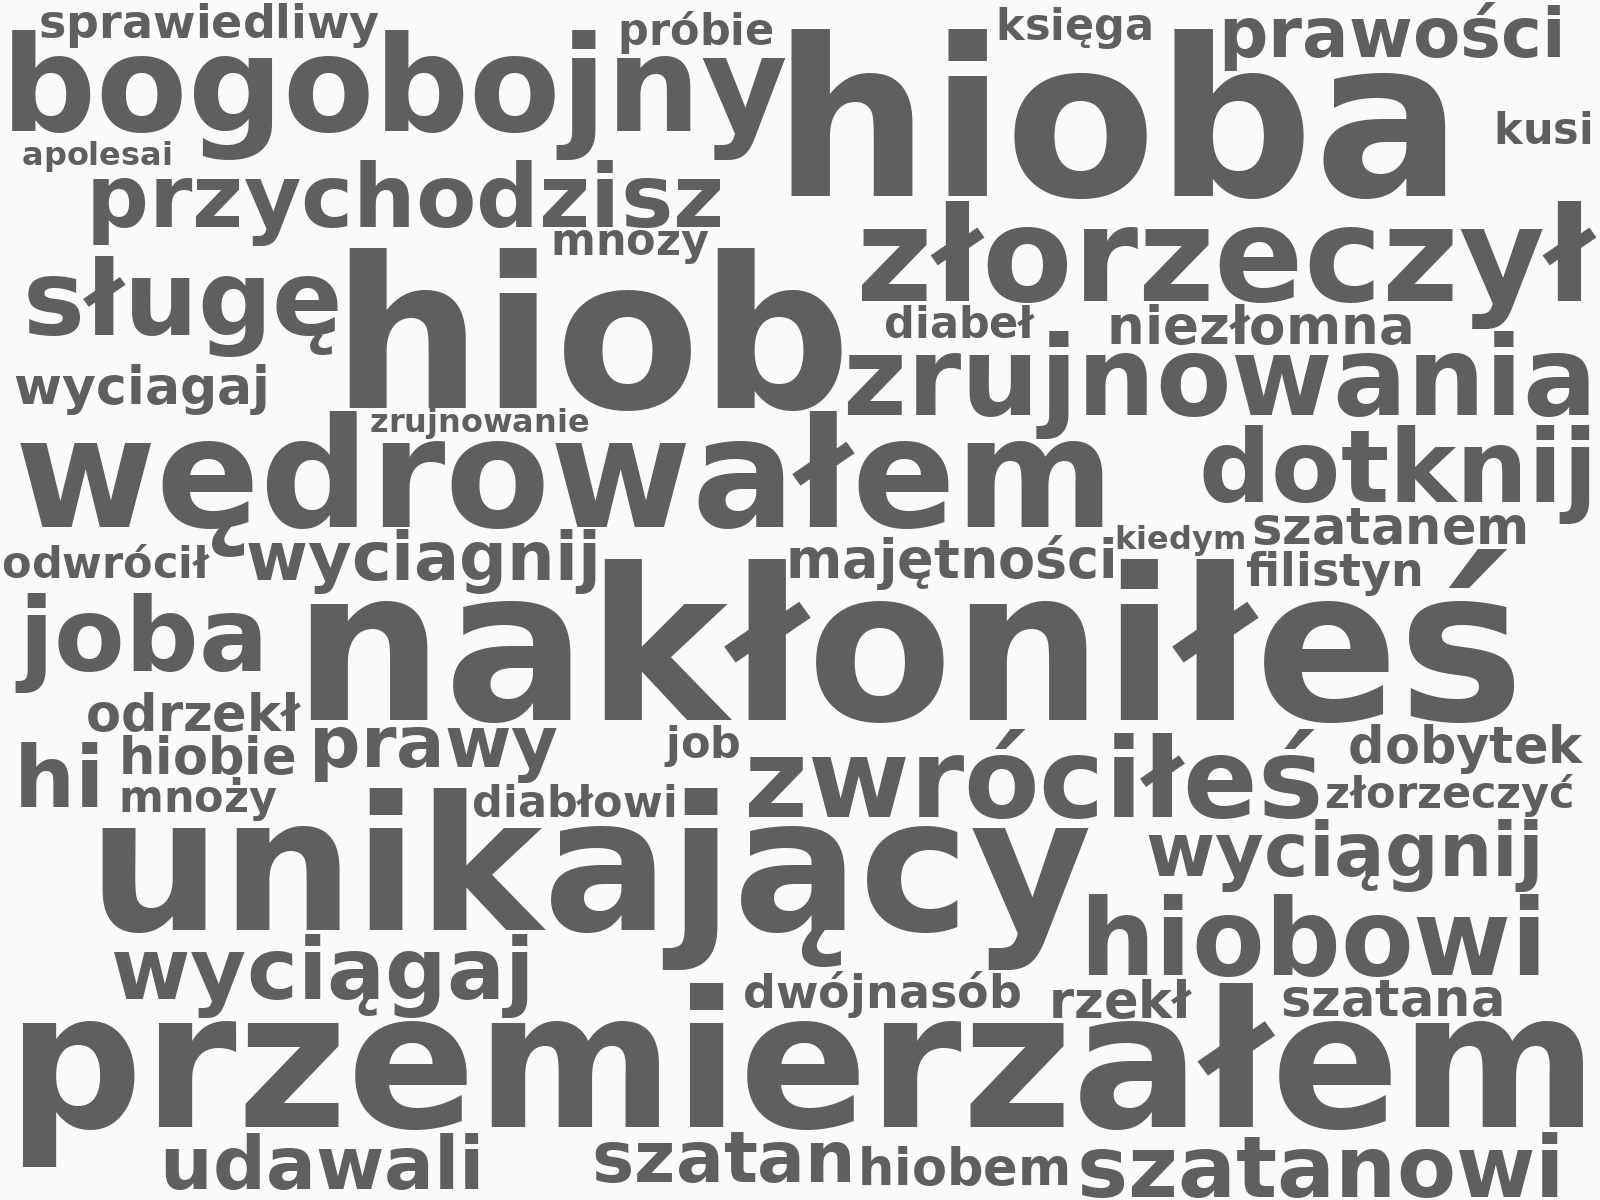 sprawiedliwy
próbie
księga
prawości
bogobojny
hioba
kusi
apolesai
przychodzisz
mnozy
złorzeczył
sługę
hiob
diabeł
niezłomna
zrujnowania
wyciagaj
zrujnowanie
wędrowałem
dotknij
kiedym
szatanem
odwrócił
wyciagnij
majętności
filistyn
joba
nakłoniłeś
odrzekł
prawy
job
dobytek
hi
hiobie
zwróciłeś
mnoży
diabłowi
złorzeczyć
unikający
wyciągnij
hiobowi
wyciągaj
dwójnasób
rzekł
szatana
przemierzałem
udawali
szatan
hiobem
szatanowi